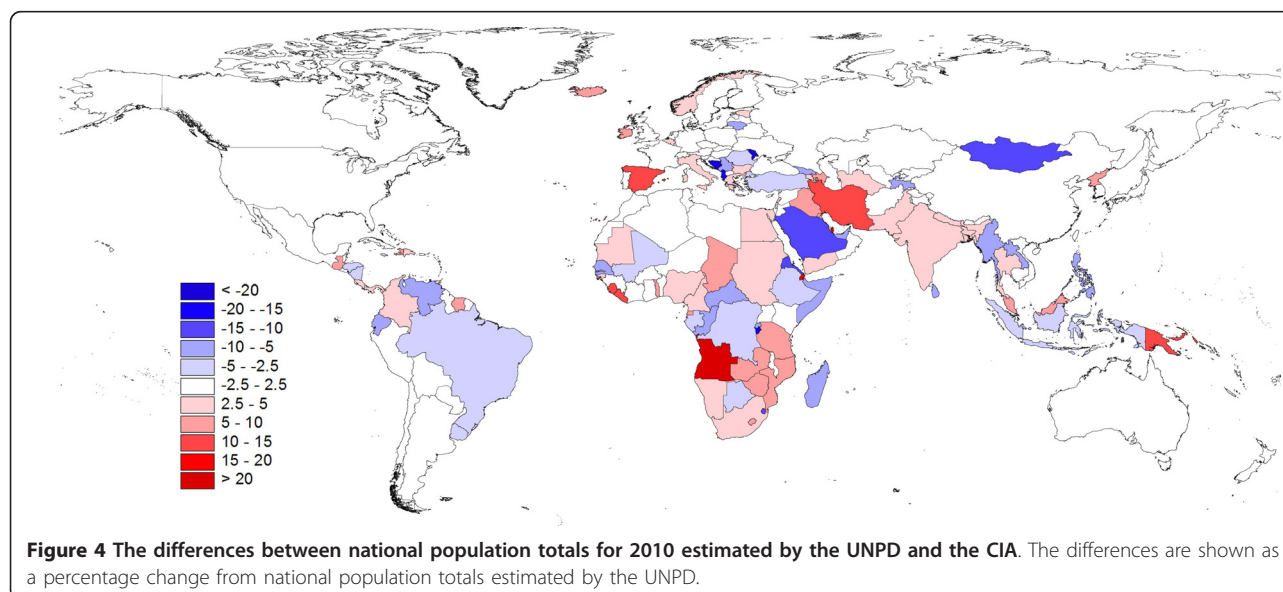 < -20
-20 - -15
-15 - -10
-10 - -5
-5 - -2.5
-2.5 - 2.5
2.5 - 5
5 - 10
10 - 15
15 - 20
> 20
Figure 4 The differences between national population totals for 2010 estimated by the UNPD and the CIA. The differences are shown as
a percentage change from national population totals estimated by the UNPD.